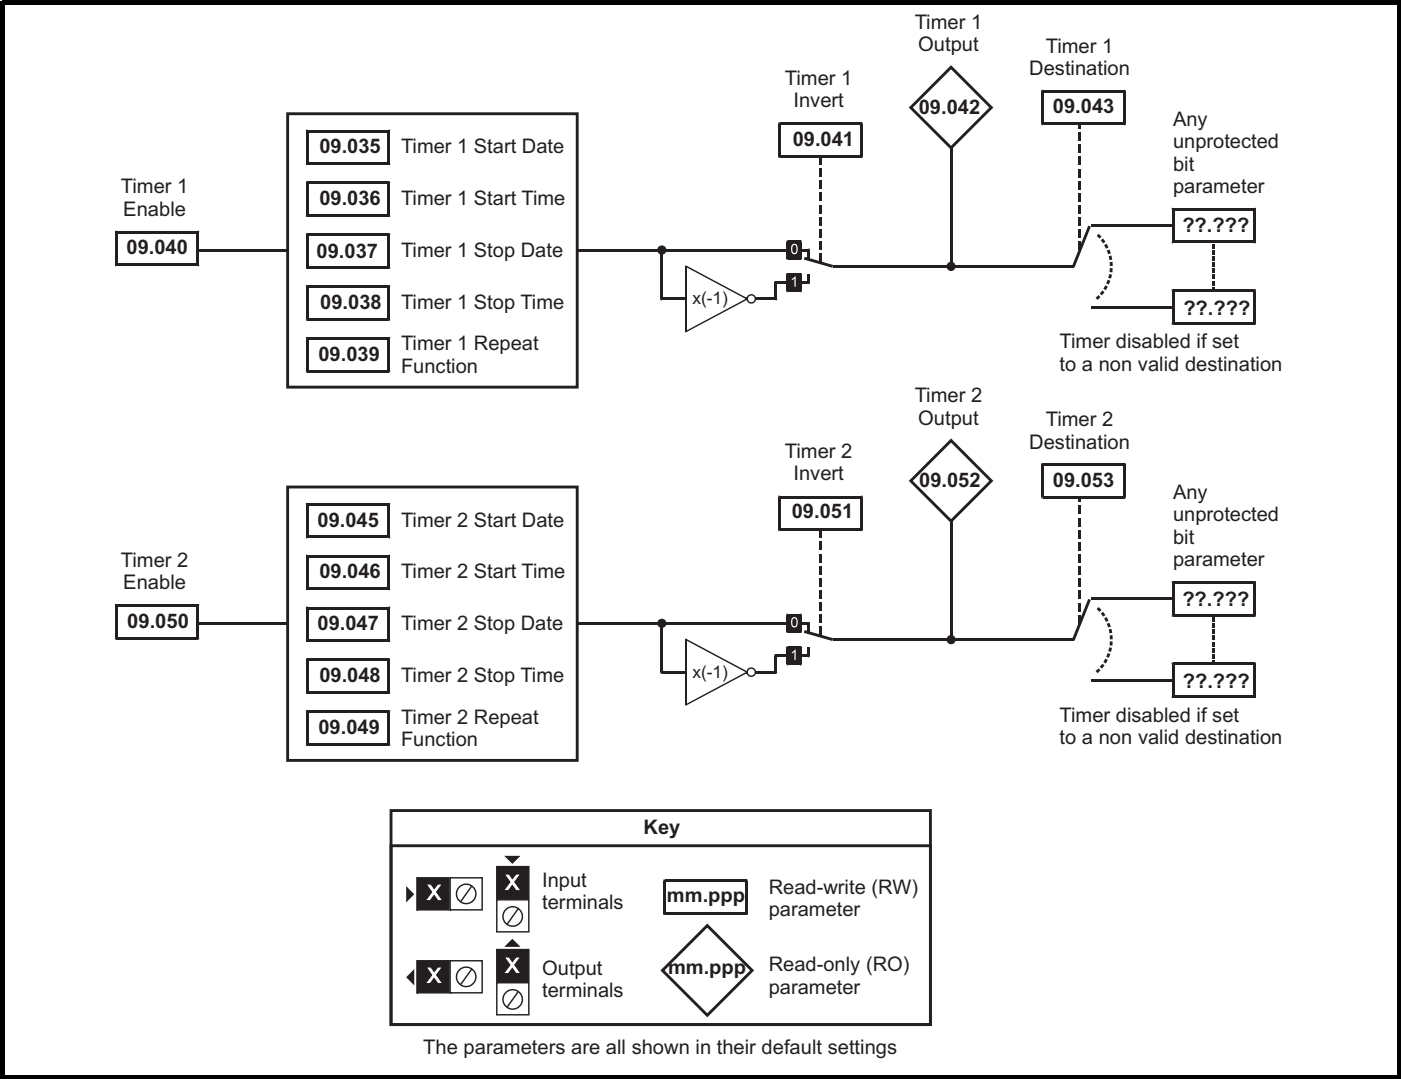 Timer 1
Enable
09.040
09.035 Timer 1 Start Date
09.036 Timer 1 Start Time
09.037 Timer 1 Stop Date
09.038 Timer 1 Stop Time
09.039 Timer 1 Repeat
Function
x(-1)
0
1
Timer 1
Invert
09.041
Timer 1
Output
09.042
Timer 1
Destination
09.043
Any
unprotected
bit
parameter
??.???
??.???
Timer disabled if set
to a non valid destination
Timer 2
Enable
09.050
09.045 Timer 2 Start Date
09.046 Timer 2 Start Time
09.047 Timer 2 Stop Date
09.048 Timer 2 Stop Time
09.049 Timer 2 Repeat
Function
x(-1)
0
1
Timer 2
Invert
09.051
Timer 2
Output
09.052
Timer 2
Destination
09.053
Any
unprotected
bit
parameter
??.???
??.???
Timer disabled if set
to a non valid destination
Key
X
X
Input
terminals
mm.ppp
Read-write (RW)
parameter
X
X
Output
terminals
mm.ppp
Read-only (RO)
parameter
The parameters are all shown in their default settings